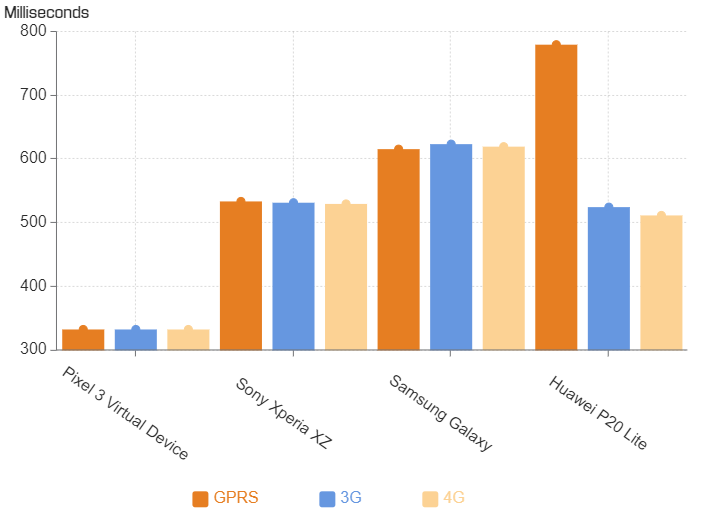 Milliseconds
800
700
600
500
400
300
Pixel 3 Virtual Device
Sony Xperia XZ
Samsung Galaxy
Huawei P20 Lite
GPRS
3G
4G